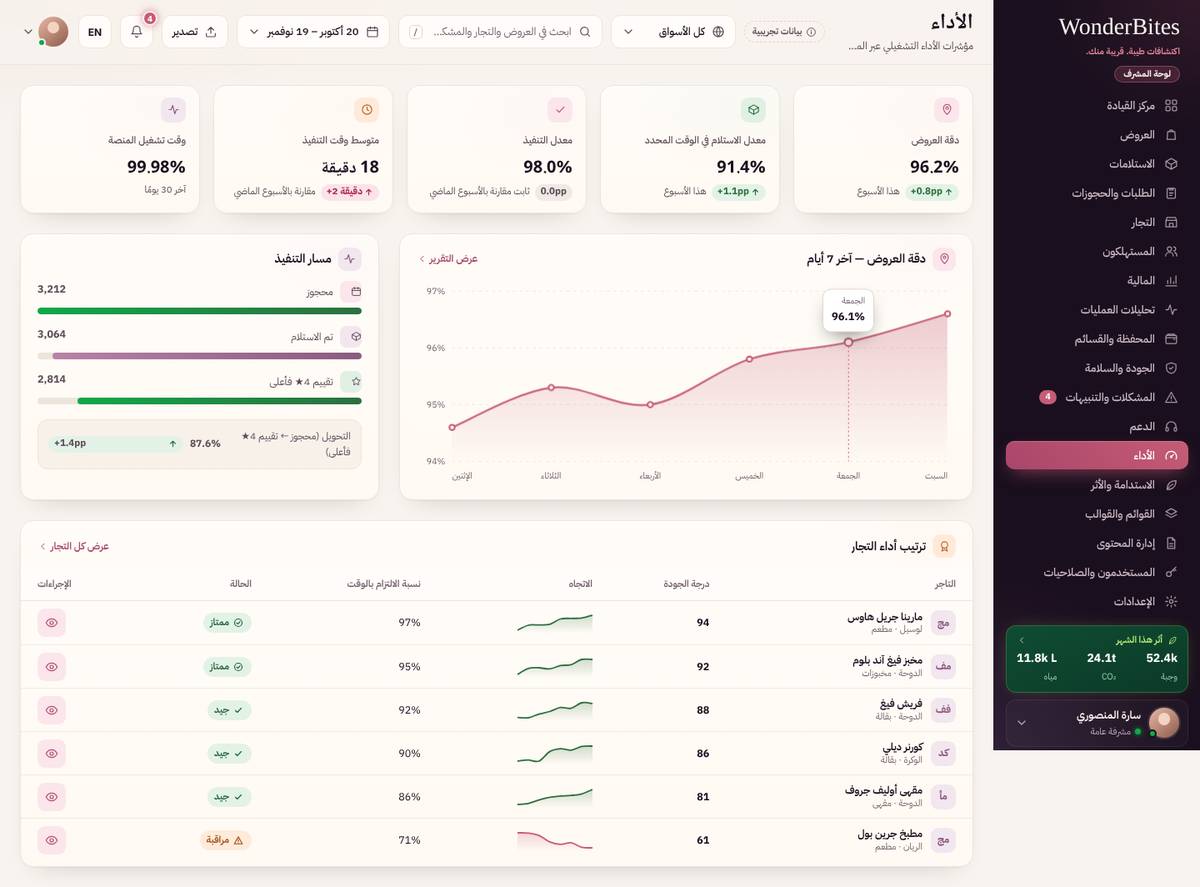 WonderBites
اكتشافات طيبة. قريبة منك.
لوحة المشرف
مركز القيادة
العروض
الاستلامات
الطلبات والحجوزات
التجار
المستهلكون
المالية
تحليلات العمليات
المحفظة والقسائم
الجودة والسلامة
المشكلات والتنبيهات 4
الدعم
الأداء
الاستدامة والأثر
القوائم والقوالب
إدارة المحتوى
المستخدمون والصلاحيات
الإعدادات
أثر هذا الشهر
52.4k 24.1t 11.8k L
وجبة CO₂ مياه
سارة المنصوري
مشرفة عامة
الأداء
مؤشرات الأداء التشغيلي عبر الم...
بيانات تجريبية
كل الأسواق
ابحث في العروض والتجار والمشكـ... /
20 أكتوبر – 19 نوفمبر
تصدير
4
EN
دقة العروض
96.2%
↑ +0.8pp هذا الأسبوع
معدل الاستلام في الوقت المحدد
91.4%
↑ +1.1pp هذا الأسبوع
معدل التنفيذ
98.0%
0.0pp ثابت مقارنة بالأسبوع الماضي
متوسط وقت التنفيذ
18 دقيقة
↑ +2 دقيقة مقارنة بالأسبوع الماضي
وقت تشغيل المنصة
99.98%
آخر 30 يومًا
دقة العروض — آخر 7 أيام
عرض التقرير
97%
96%
95%
94%
الجمعة
96.1%
السبت الجمعة الخميس الأربعاء الثلاثاء الإثنين
مسار التنفيذ
محجوز 3,212
تم الاستلام 3,064
تقييم 4★ فأعلى 2,814
التحويل (محجوز ← تقييم 4★ فأعلى)
87.6% ↑ +1.4pp
ترتيب أداء التجار
عرض كل التجار
التاجر درجة الجودة الاتجاه نسبة الالتزام بالوقت الحالة الإجراءات
مج مارينا جريل هاوس 94 97% ممتاز
لوسيل · مطعم
مف مخبز فيغ آند بلوم 92 95% ممتاز
الدوحة · مخبوزات
فف فريش فيغ 88 92% جيد
الدوحة · بقالة
كد كورنر ديلي 86 90% جيد
الوكرة · بقالة
مأ مقهى أوليف جروف 81 86% جيد
الدوحة · مقهى
مج مطبخ جرين بول 61 71% مراقبة
الريان · مطعم